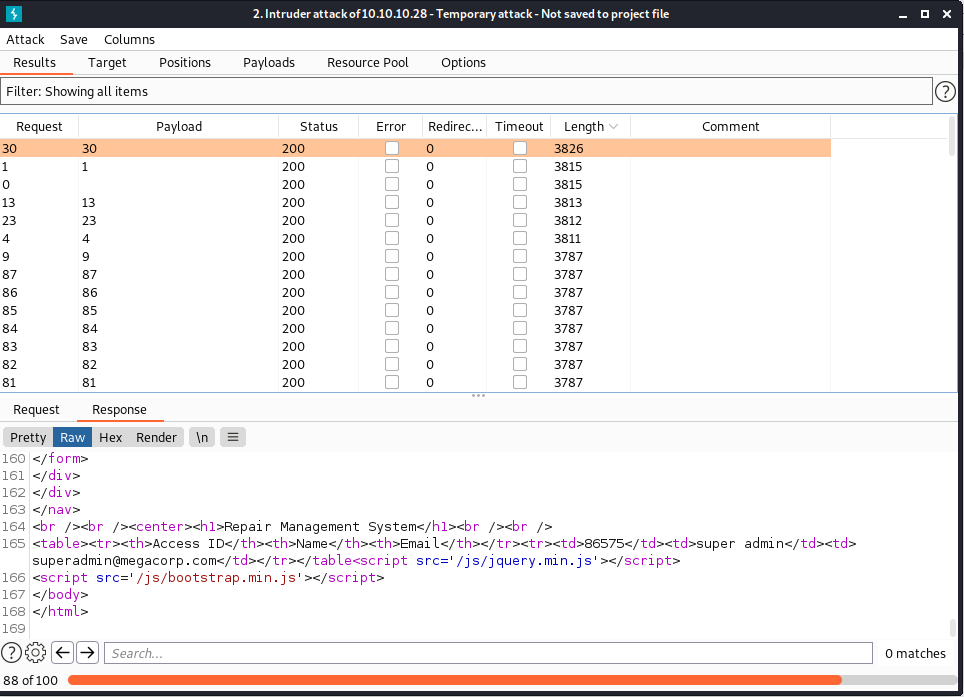 2. Intruder attack of 10.10.10.28 - Temporary attack - Not saved to project file
Attack Save Columns
Results Target Positions Payloads Resource Pool Options
Filter: Showing all items ?
Request Payload Status Error Redirec... Timeout Length Comment
30 30 200 0 3826
1 1 200 0 3815
0 200 0 3815
13 13 200 0 3813
23 23 200 0 3812
4 4 200 0 3811
9 9 200 0 3787
87 87 200 0 3787
86 86 200 0 3787
85 85 200 0 3787
84 84 200 0 3787
83 83 200 0 3787
82 82 200 0 3787
81 81 200 0 3787
Request Response
Pretty Raw Hex Render \n
160 </form>
161 </div>
162 </div>
163 </nav>
164 <br /><br /><center><h1>Repair Management System</h1><br /><br />
165 <table><tr><th>Access ID</th><th>Name</th><th>Email</th></tr><tr><td>86575</td><td>super admin</td><td>
superadmin@megacorp.com</td></tr></table<script src='/js/jquery.min.js'></script>
166 <script src='/js/bootstrap.min.js'></script>
167 </body>
168 </html>
169
? Search... 0 matches
88 of 100